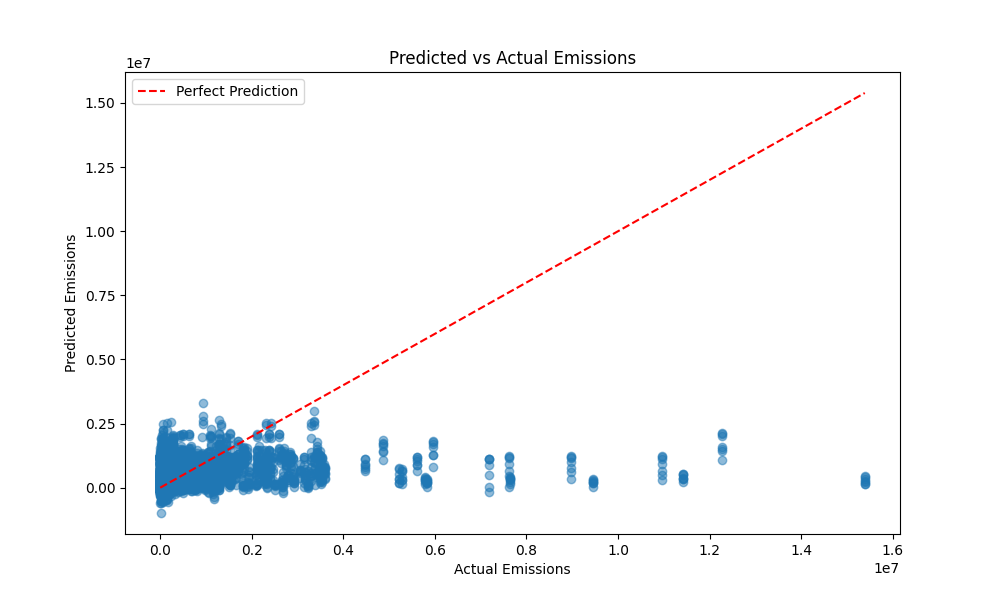 Predicted vs Actual Emissions
1e7
Perfect Prediction
1.50
1.25
1.00
0.75
0.50
0.25
0.00
Predicted Emissions
0.0 0.2 0.4 0.6 0.8 1.0 1.2 1.4 1.6
Actual Emissions
1e7